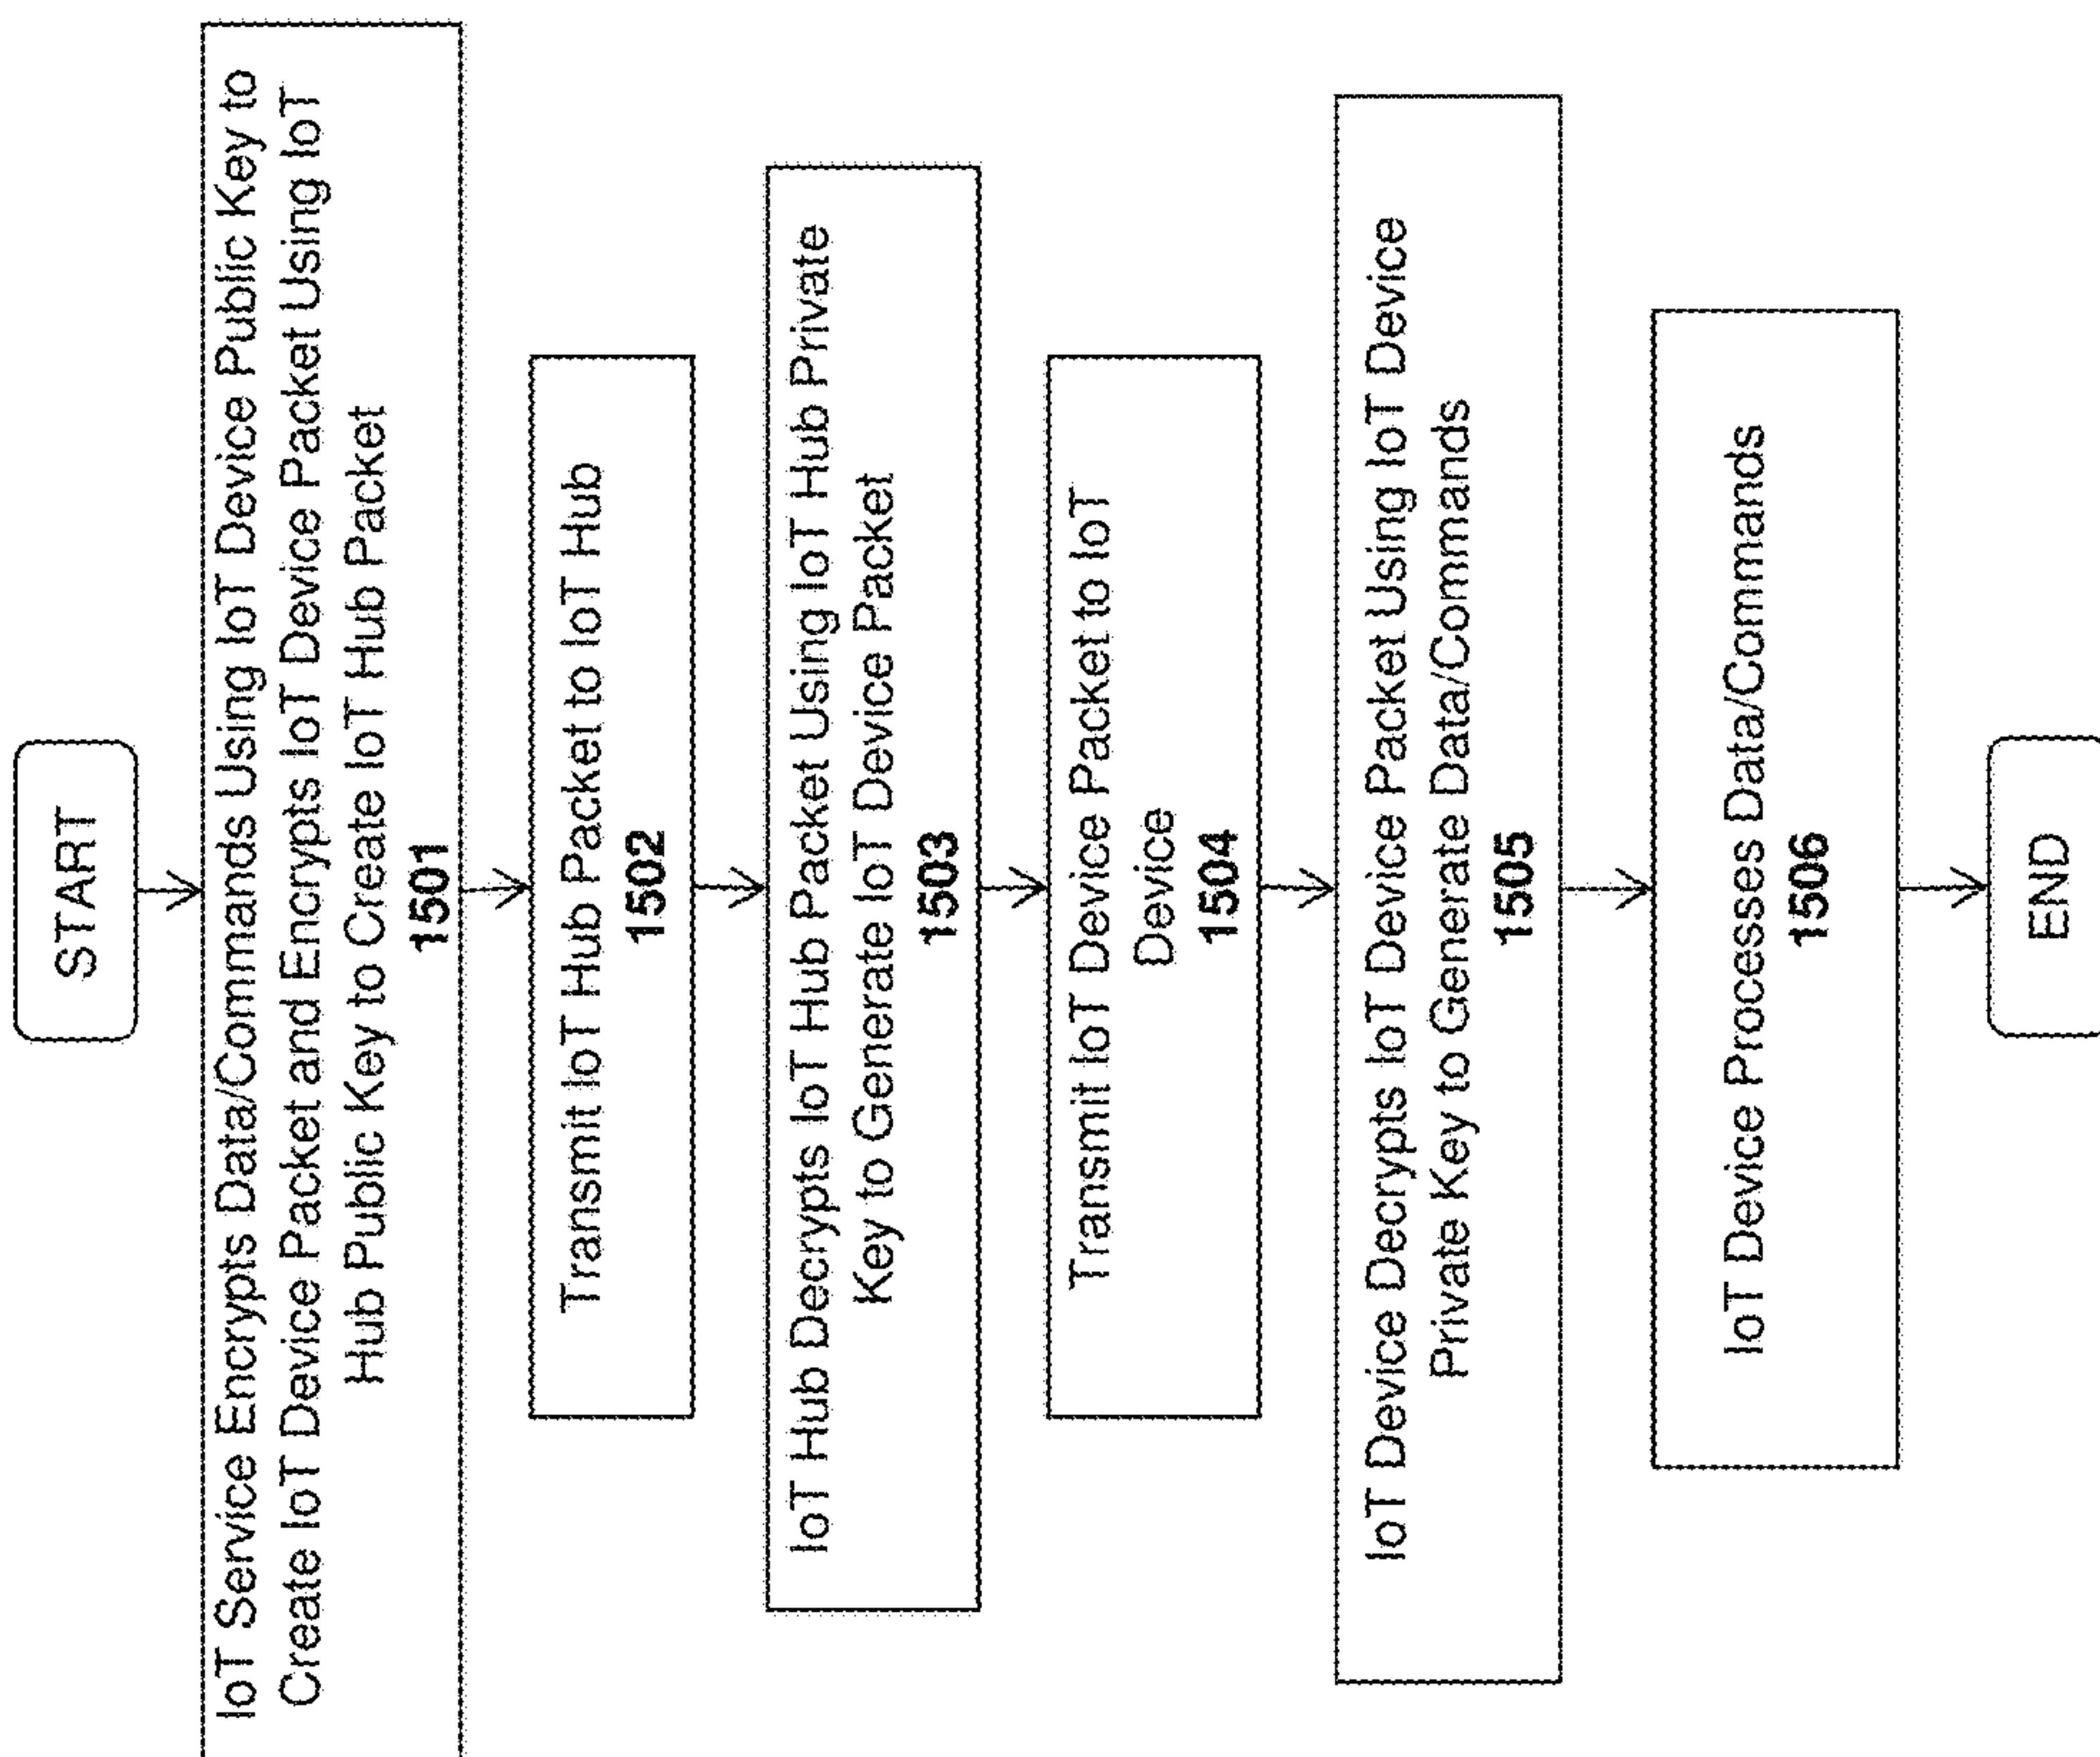 START
IoT Service Encrypts Data/Commands Using IoT Device Public Key to
Create IoT Device Packet and Encrypts IoT Device Packet Using IoT
Hub Public Key to Create IoT Hub Packet
1501
Transmit IoT Hub Packet to IoT Hub
1502
IoT Hub Decrypts IoT Hub Packet Using IoT Hub Private
Key to Generate IoT Device Packet
1503
Transmit IoT Device Packet to IoT
Device
1504
IoT Device Decrypts IoT Device Packet Using IoT Device
Private Key to Generate Data/Commands
1505
IoT Device Processes Data/Commands
1506
END